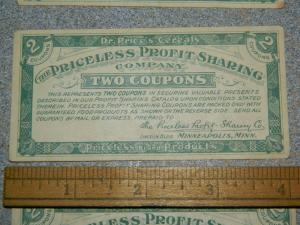 2
Dr. Price's Cereals
2
THE PRICELESS PROFIT SHARING
COMPANY
TWO COUPONS
THIS REPRESENTS TWO COUPONS IN SECURING VALUABLE PRESENTS
DESCRIBED IN OUR PROFIT SHARING CATALOG UPON CONDITIONS STATED
THEREIN. PRICELESS PROFIT SHARING COUPONS ARE PACKED ONLY WITH
GUARANTEED FOOD PRODUCTS AS SHOWN ON THE REVERSE SIDE. SEND ALL
COUPONS BY MAIL OR EXPRESS, PREPAID TO
The Priceless Profit-Sharing Co.
MINNEAPOLIS, MINN.
Priceless Products
1 2 3 4